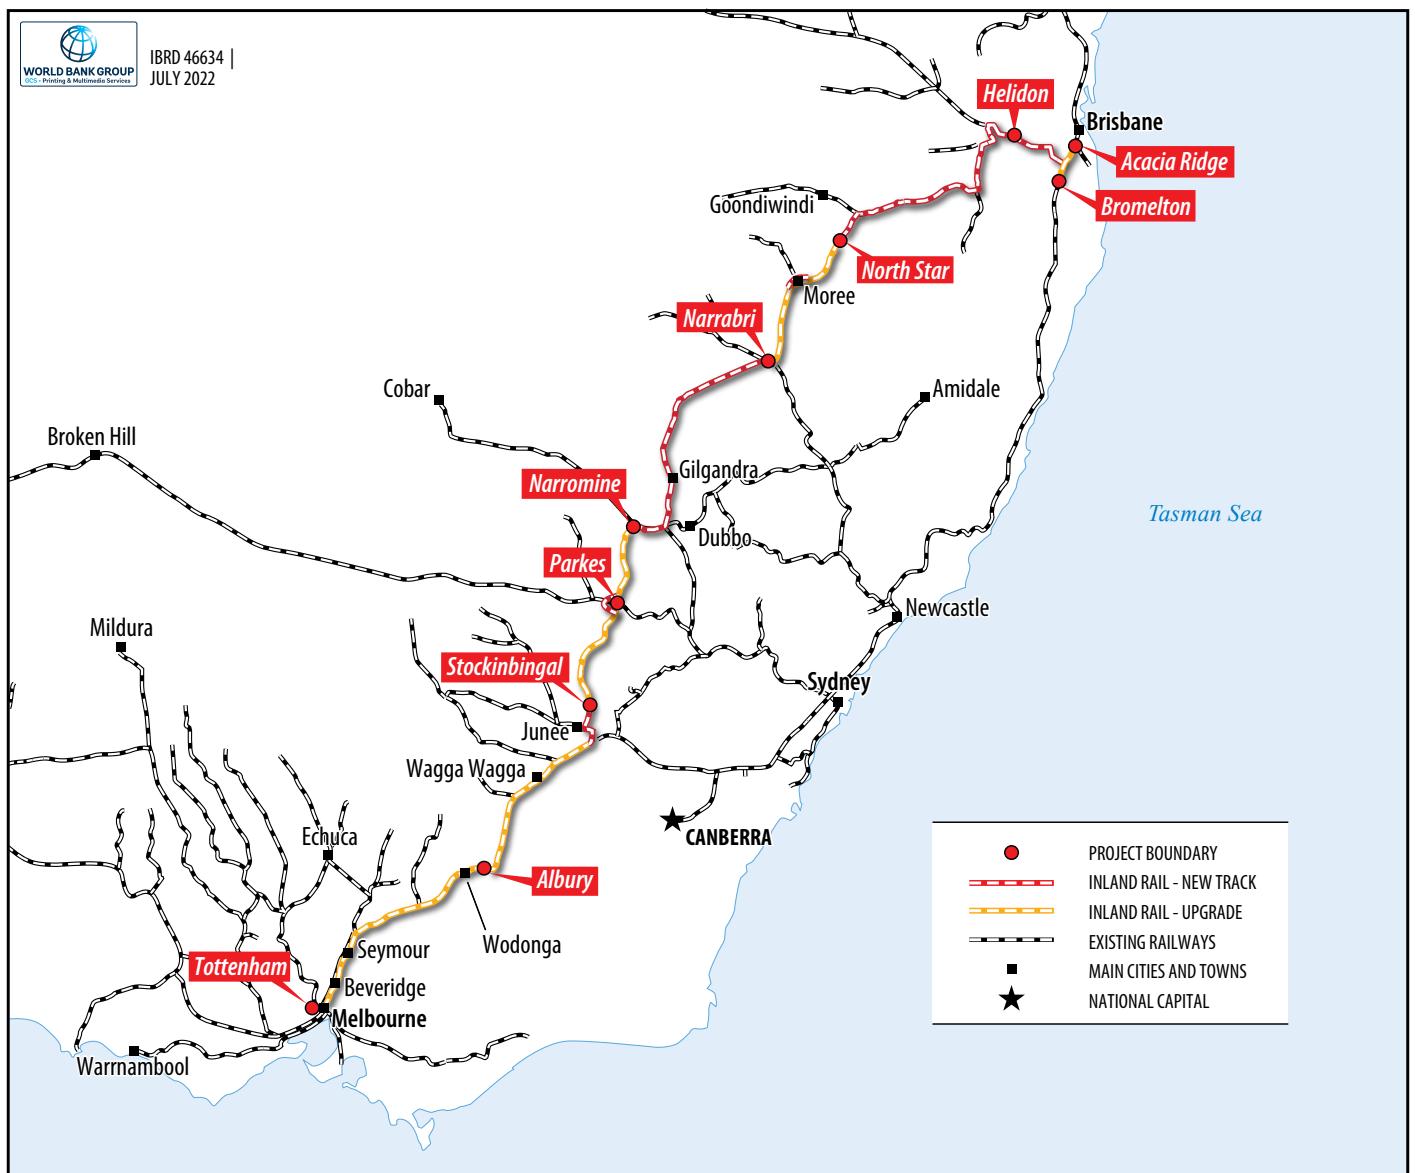 WORLD BANK GROUP
GCS - Printing & Multimedia Services
IBRD 46634 |
JULY 2022
Helidon
Brisbane
Acacia Ridge
Bromelton
Goondiwindi
North Star
Moree
Narrabri
Cobar
Amidale
Broken Hill
Gilgandra
Narromine
Tasman Sea
Dubbo
Parkes
Newcastle
Mildura
Stockinbingal
Sydney
Junee
Wagga Wagga
CANBERRA
Echuca
Albury
Wodonga
Seymour
Tottenham
Beveridge
Melbourne
Warrnambool
PROJECT BOUNDARY
INLAND RAIL - NEW TRACK
INLAND RAIL - UPGRADE
EXISTING RAILWAYS
MAIN CITIES AND TOWNS
NATIONAL CAPITAL